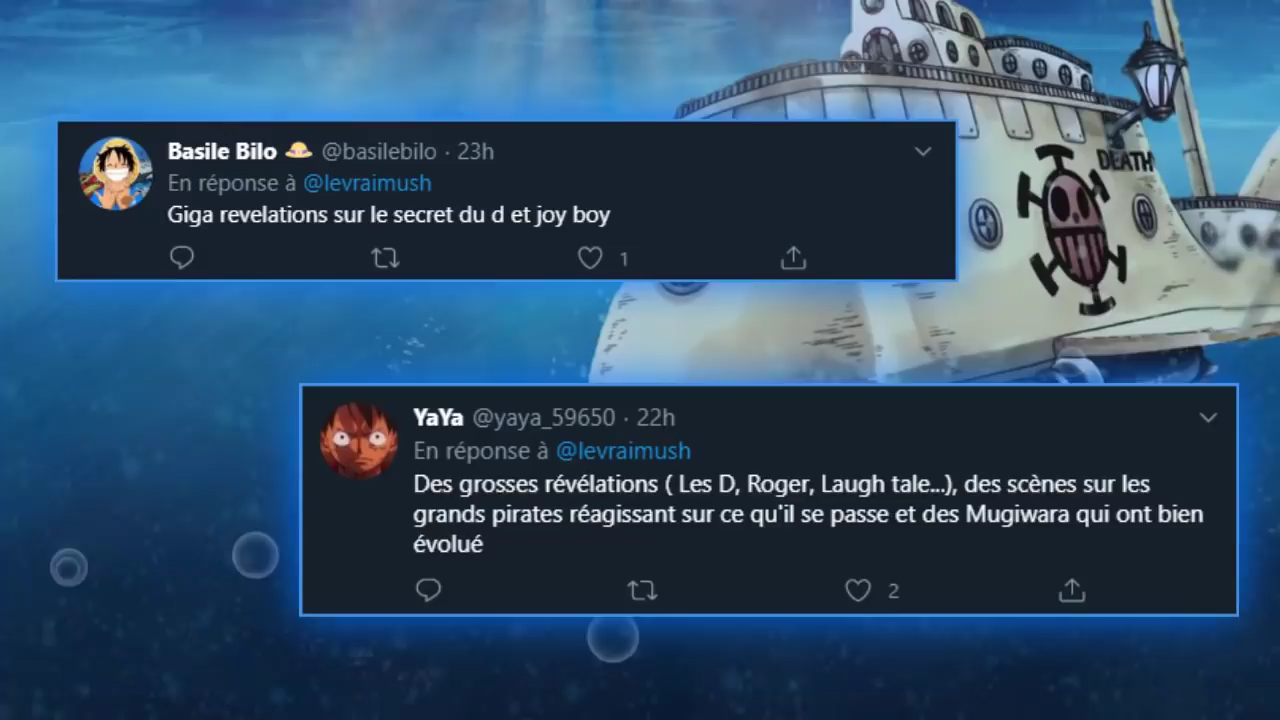 DEATH
Basile Bilo @basilebilo · 23h
En réponse à @levraimush
Giga revelations sur le secret du d et joy boy
1
YaYa @yaya_59650 · 22h
En réponse à @levraimush
Des grosses révélations ( Les D, Roger, Laugh tale...), des scènes sur les
grands pirates réagissant sur ce qu'il se passe et des Mugiwara qui ont bien
évolué
2